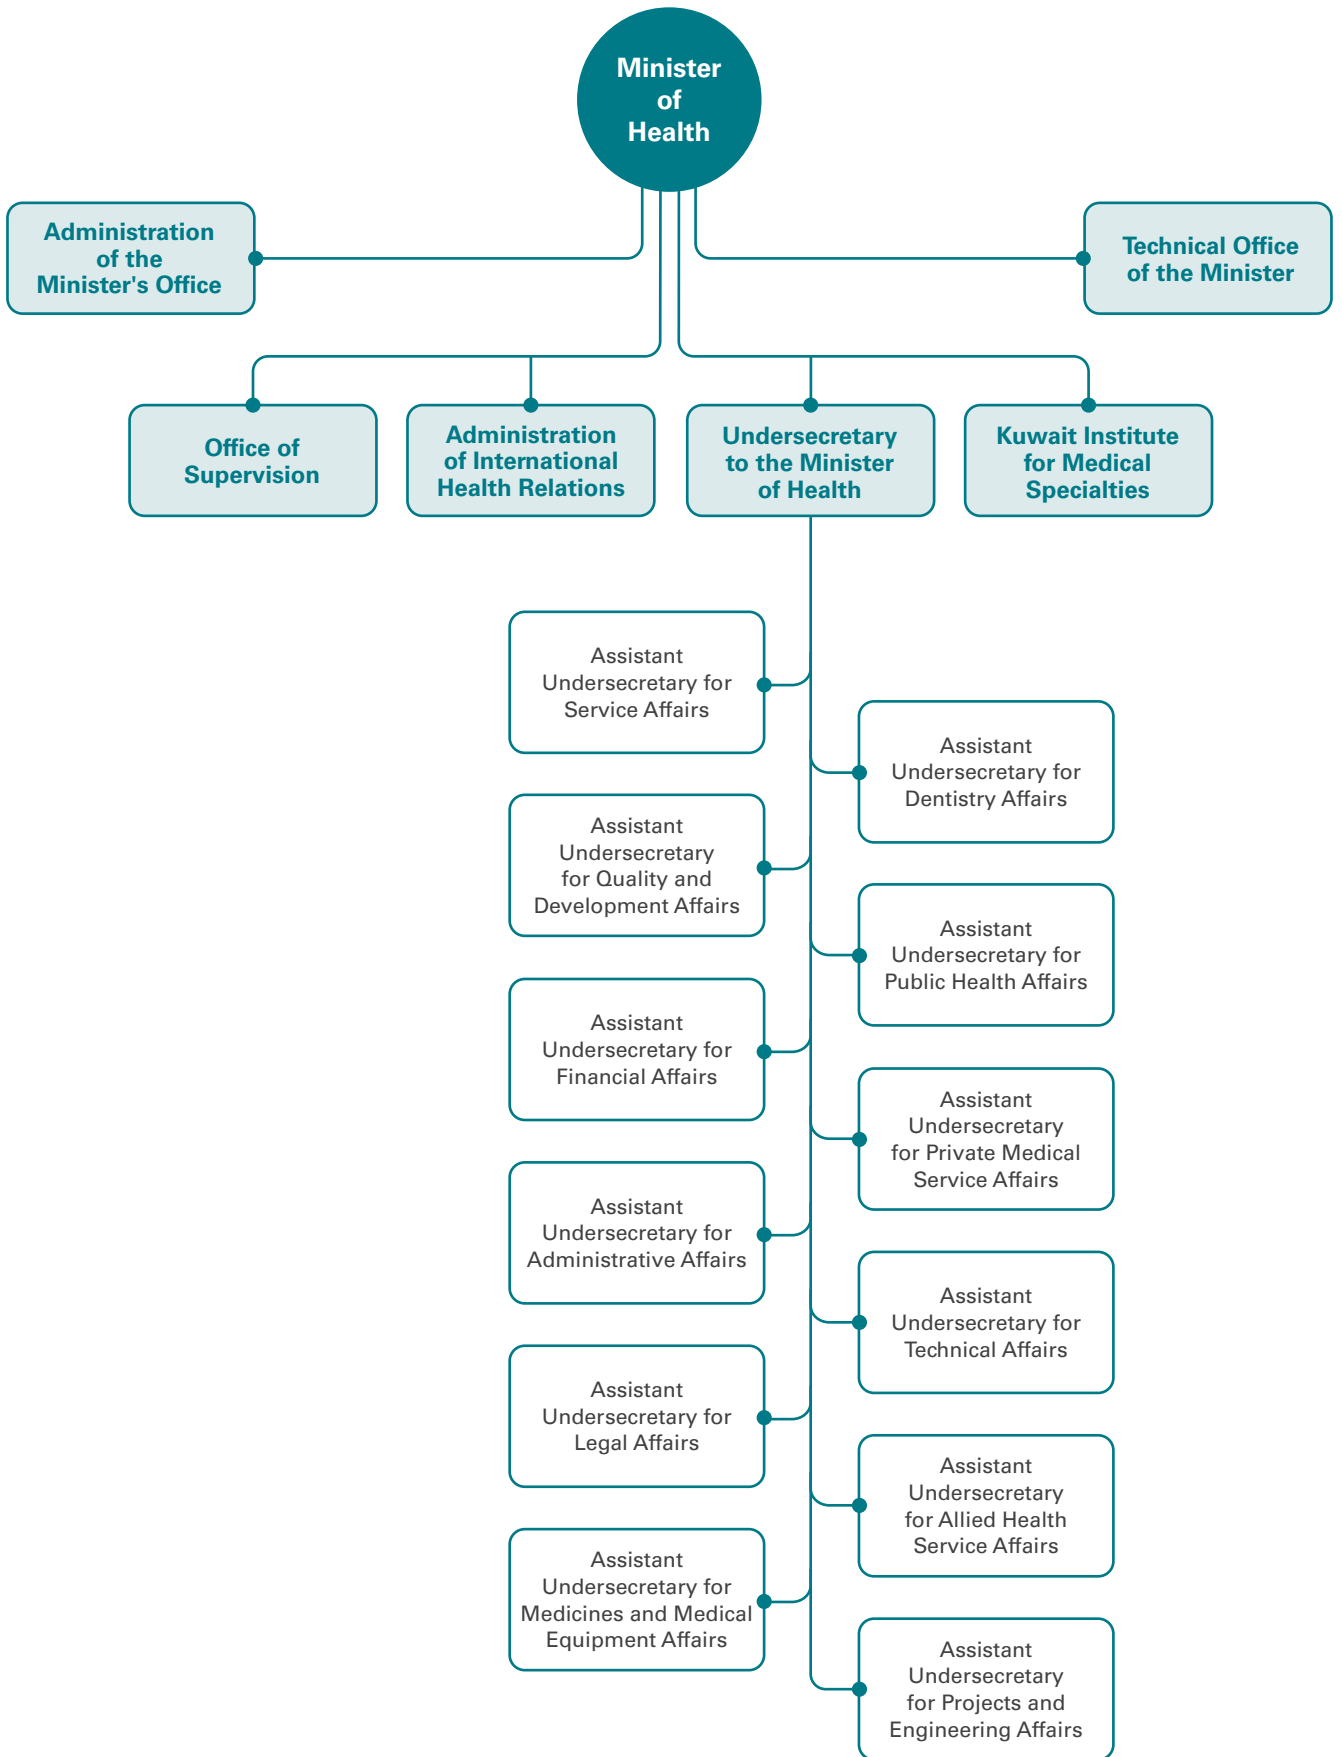 Minister
of
Health
Administration
of the
Minister's Office
Technical Office
of the Minister
Office of
Supervision
Administration
of International
Health Relations
Undersecretary
to the Minister
of Health
Kuwait Institute
for Medical
Specialties
Assistant
Undersecretary for
Service Affairs
Assistant
Undersecretary for
Dentistry Affairs
Assistant
Undersecretary
for Quality and
Development Affairs
Assistant
Undersecretary for
Public Health Affairs
Assistant
Undersecretary for
Financial Affairs
Assistant
Undersecretary
for Private Medical
Service Affairs
Assistant
Undersecretary for
Administrative Affairs
Assistant
Undersecretary for
Technical Affairs
Assistant
Undersecretary for
Legal Affairs
Assistant
Undersecretary
for Allied Health
Service Affairs
Assistant
Undersecretary for
Medicines and Medical
Equipment Affairs
Assistant
Undersecretary
for Projects and
Engineering Affairs